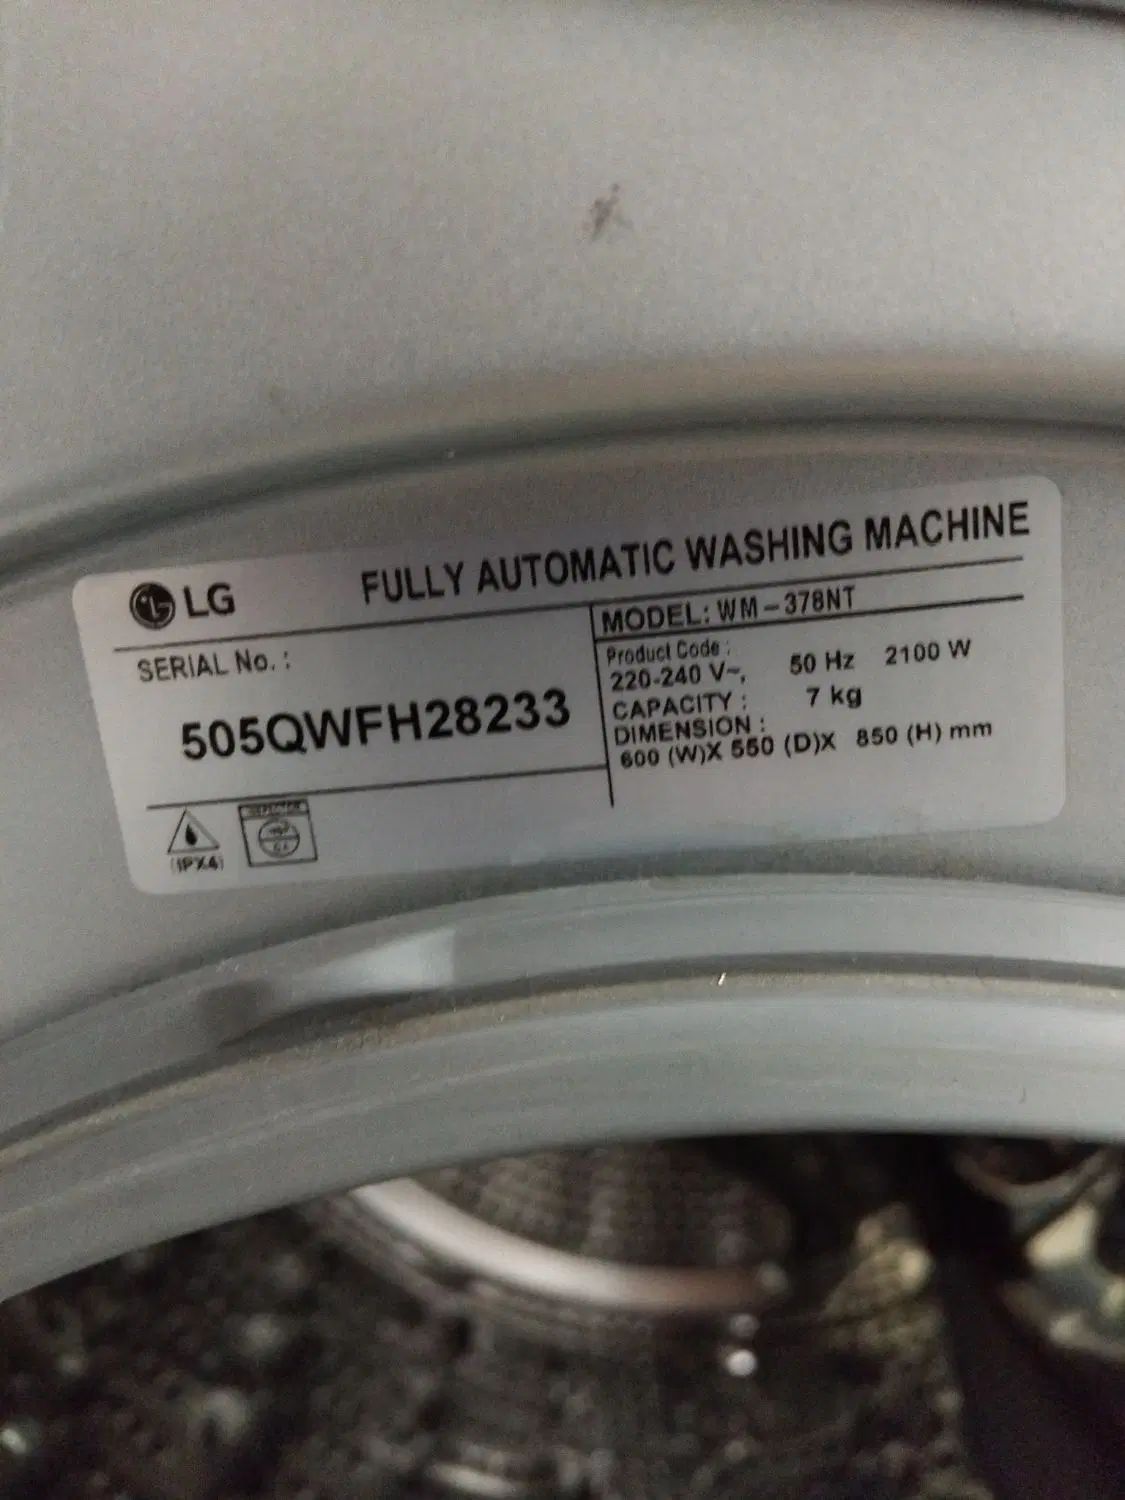 LG
FULLY AUTOMATIC WASHING MACHINE
SERIAL No. :
505QWFH28233
MODEL: WM-378NT
Product Code :
220-240 V~, 50 Hz 2100 W
CAPACITY : 7 kg
DIMENSION :
600 (W)X 550 (D)X 850 (H) mm
(IPX4)